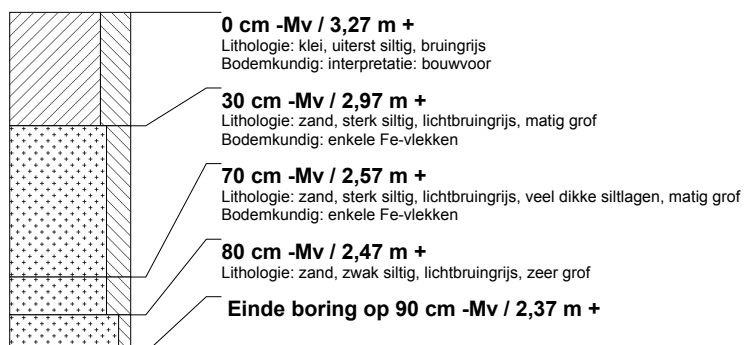 0 cm -Mv / 3,27 m +
Lithologie: klei, uiterst siltig, bruingrijs
Bodemkundig: interpretatie: bouwvoor
30 cm -Mv / 2,97 m +
Lithologie: zand, sterk siltig, lichtbruingrijs, matig grof
Bodemkundig: enkele Fe-vlekken
70 cm -Mv / 2,57 m +
Lithologie: zand, sterk siltig, lichtbruingrijs, veel dikke siltlagen, matig grof
Bodemkundig: enkele Fe-vlekken
80 cm -Mv / 2,47 m +
Lithologie: zand, zwak siltig, lichtbruingrijs, zeer grof
Einde boring op 90 cm -Mv / 2,37 m +